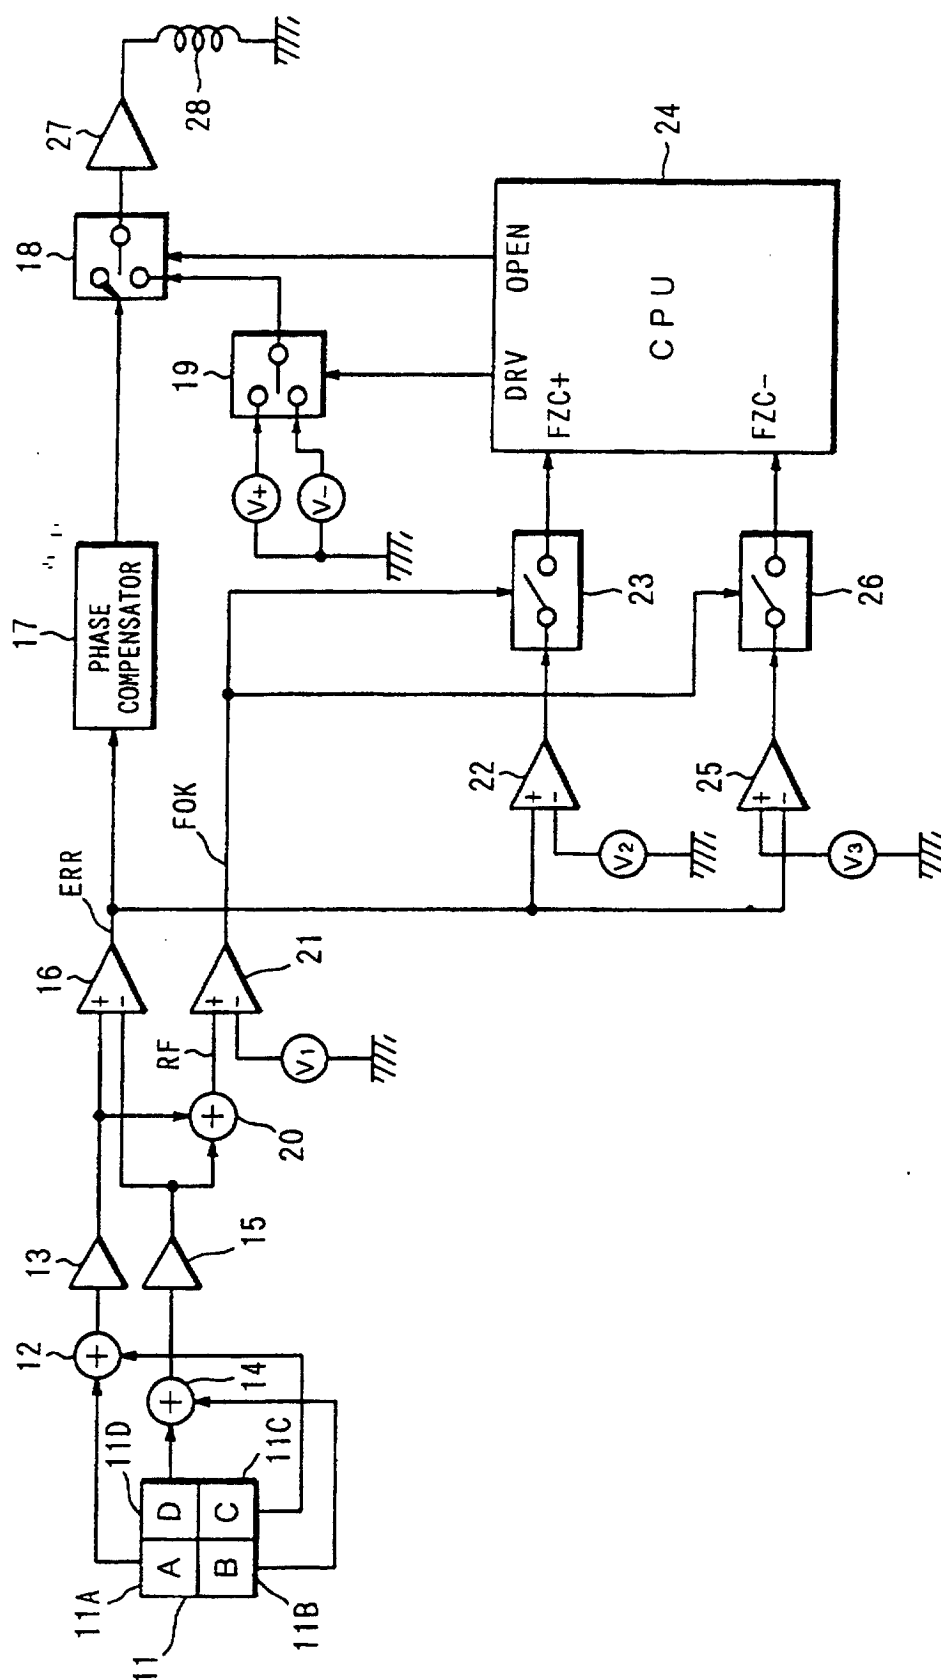 11
11A
11B
A
D
B
C
11D
11C
12
+
14
+
13
15
20
+
RF
V1
16
+
-
ERR
21
+
-
FOK
17
PHASE
COMPENSATOR
22
+
-
V2
25
+
-
V3
23
26
V+
V-
19
18
27
28
DRV
OPEN
FZC+
FZC-
CPU
24